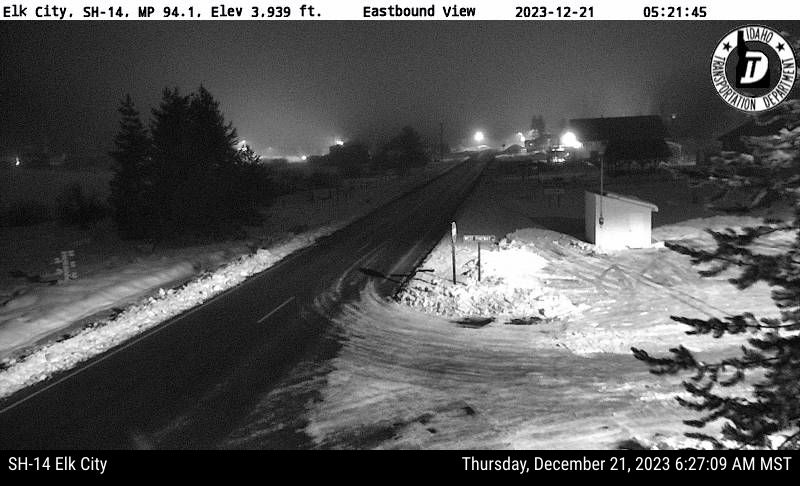 Elk City, SH-14, MP 94.1, Elev 3,939 ft. Eastbound View 2023-12-21 05:21:45
IDAHO
TRANSPORTATION DEPARTMENT
SH-14 Elk City Thursday, December 21, 2023 6:27:09 AM MST